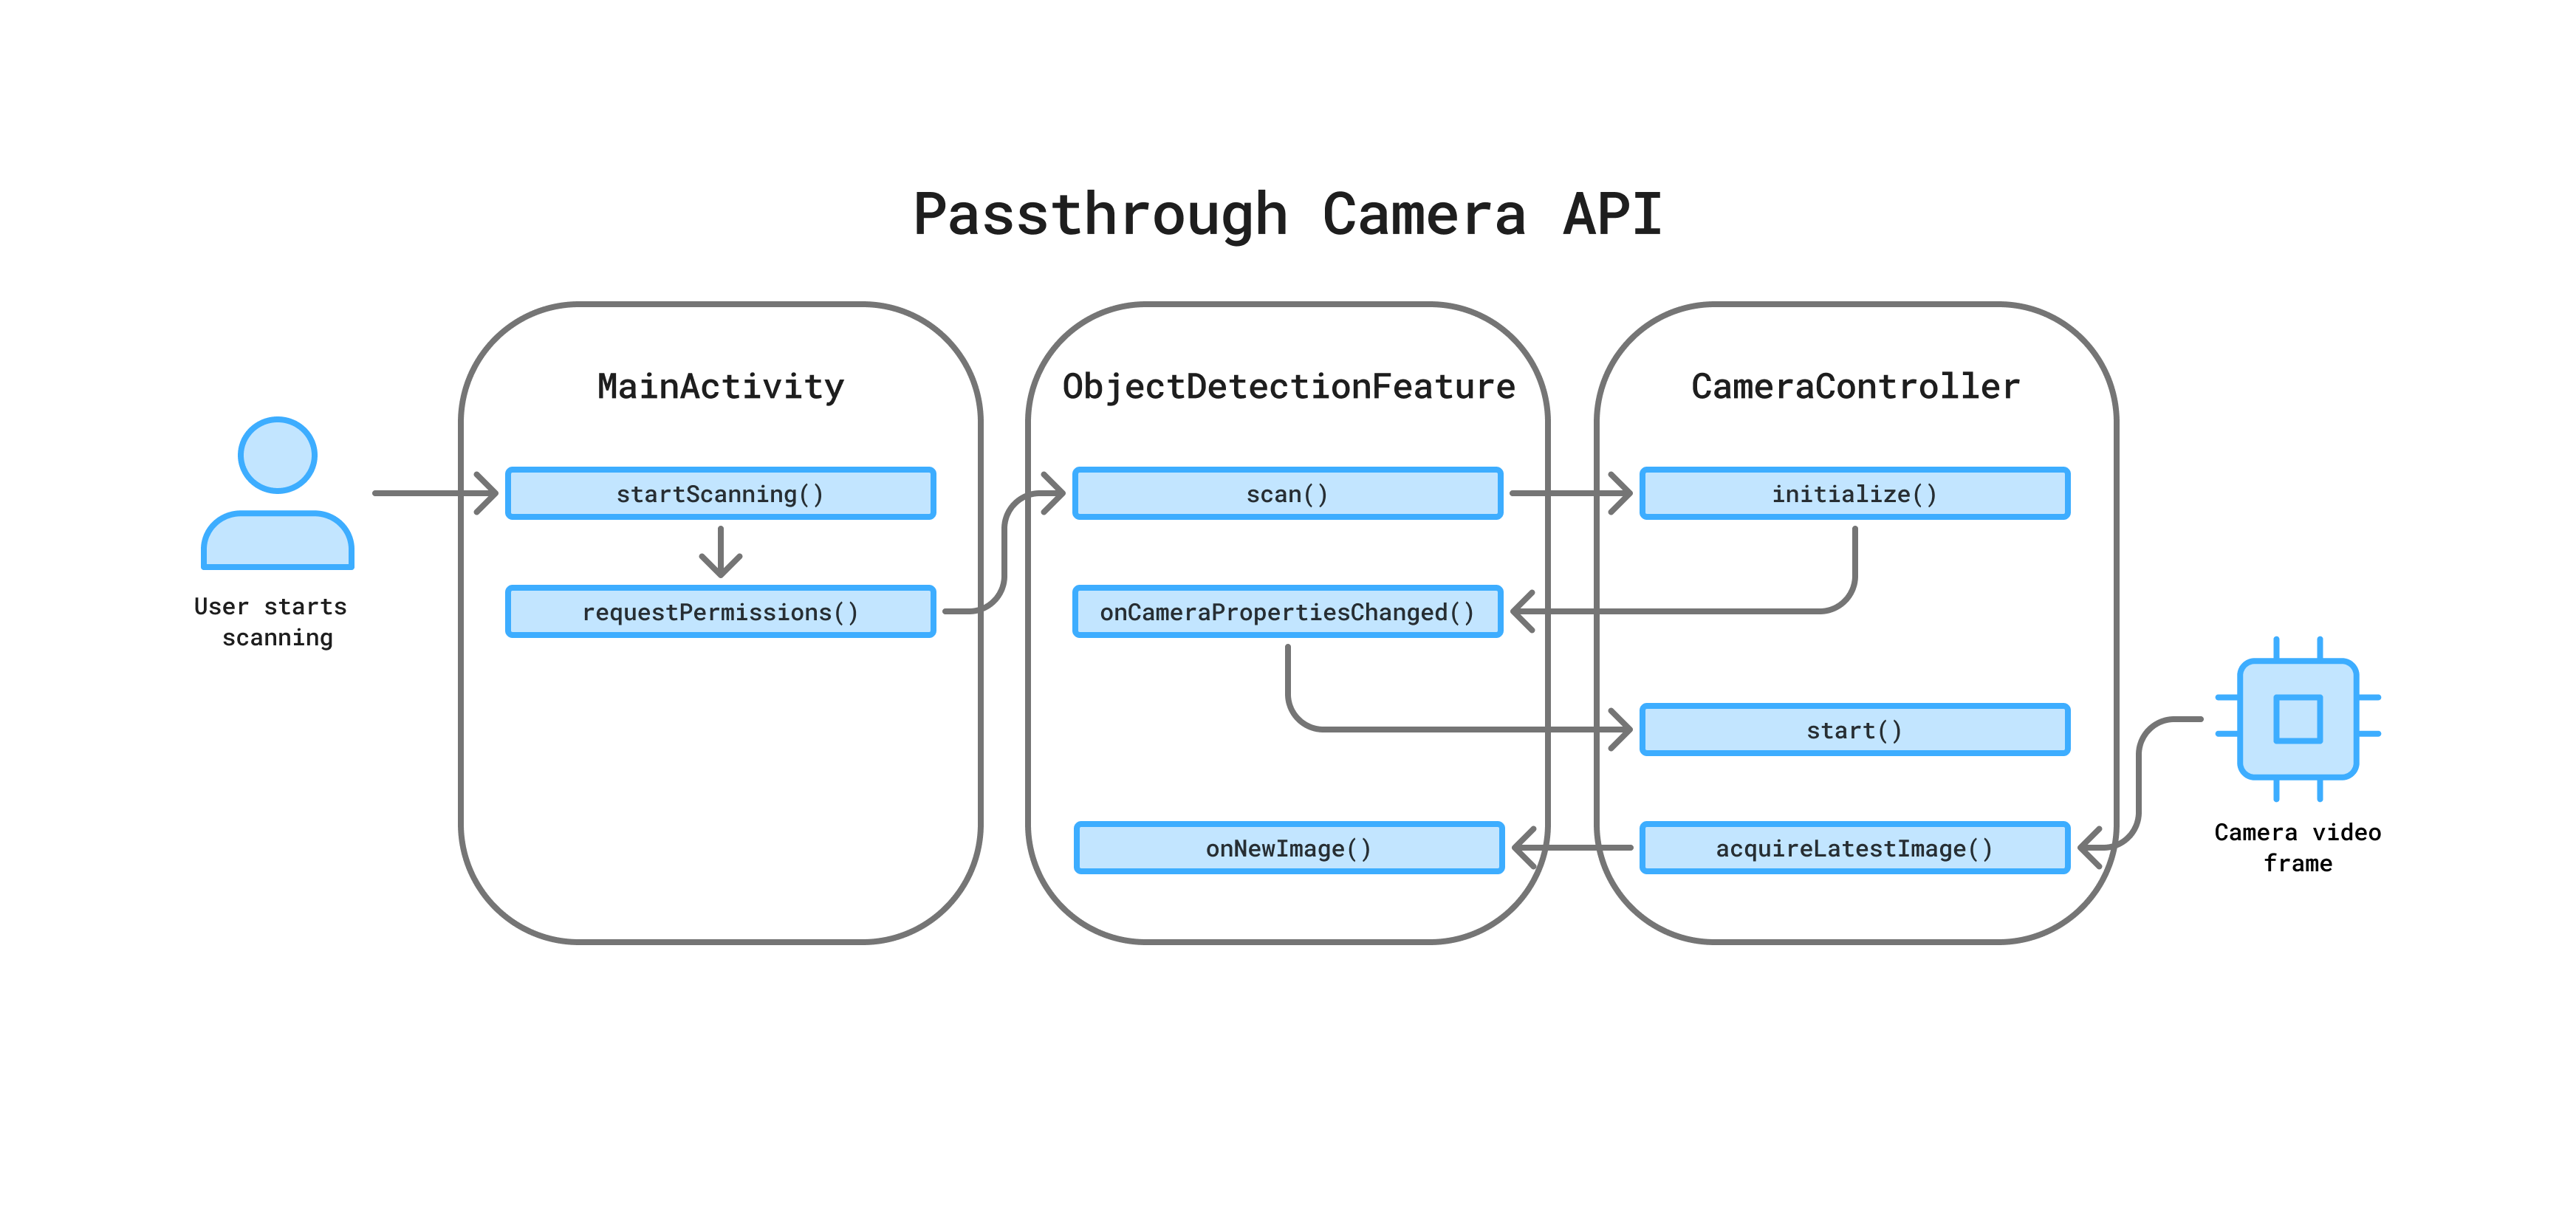 Passthrough Camera API
MainActivity
ObjectDetectionFeature
CameraController
startScanning()
scan()
initialize()
User starts
scanning
requestPermissions()
onCameraPropertiesChanged()
start()
onNewImage()
acquireLatestImage()
Camera video
frame